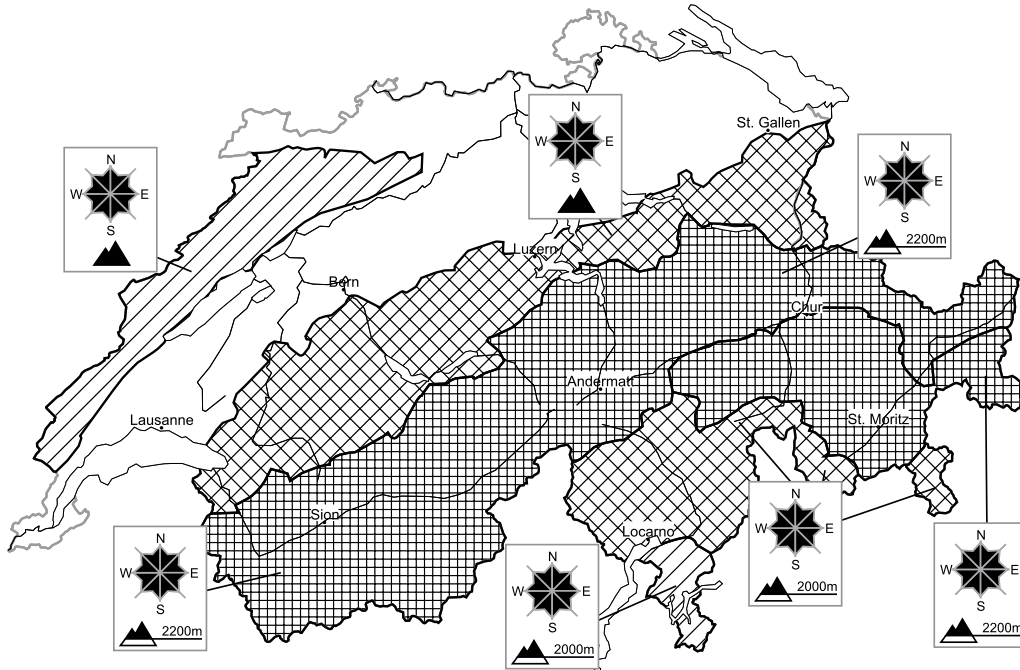 St. Gallen
N
W E
S
N
W E
S
N
W E
S
2200m
Luzern
Bern
Chur
Andermatt
Lausanne
St. Moritz
Sion
Locarno
N
W E
S
2200m
N
W E
S
2000m
N
W E
S
2000m
N
W E
S
2200m